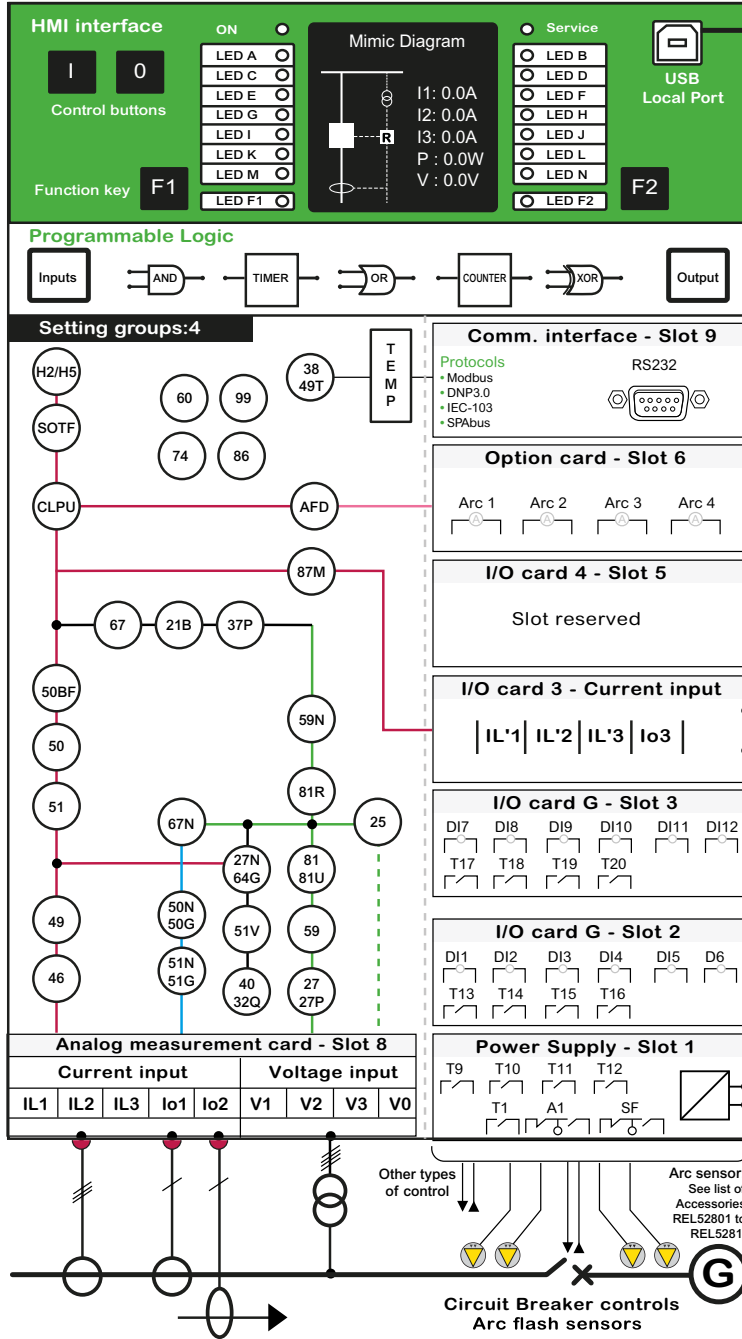 HMI interface
I
0
Control buttons
Function key
F1
ON
LED A
LED C
LED E
LED G
LED I
LED K
LED M
LED F1
Mimic Diagram
R
I1: 0.0A
I2: 0.0A
I3: 0.0A
P : 0.0W
V : 0.0V
Service
LED B
LED D
LED F
LED H
LED J
LED L
LED N
LED F2
F2
USB
Local Port
Programmable Logic
Inputs
AND
TIMER
OR
COUNTER
XOR
Output
Setting groups:4
H2/H5
SOTF
CLPU
60
99
74
86
38
49T
T
E
M
P
AFD
87M
67
21B
37P
50BF
50
51
49
46
59N
81R
67N
25
27N
64G
81
81U
50N
50G
51V
59
51N
51G
40
32Q
27
27P
Comm. interface - Slot 9
Protocols
• Modbus
• DNP3.0
• IEC-103
• SPAbus
RS232
Option card - Slot 6
Arc 1 Arc 2 Arc 3 Arc 4
A A A A
I/O card 4 - Slot 5
Slot reserved
I/O card 3 - Current input
IL'1 IL'2 IL'3 Io3
I/O card G - Slot 3
DI7 DI8 DI9 DI10 DI11 DI12
T17 T18 T19 T20
I/O card G - Slot 2
DI1 DI2 DI3 DI4 DI5 D6
T13 T14 T15 T16
Power Supply - Slot 1
T9 T10 T11 T12
T1 A1 SF
Analog measurement card - Slot 8
Current input Voltage input
IL1 IL2 IL3 Io1 Io2 V1 V2 V3 V0
Other types
of control
Arc sensor
See list of
Accessories
REL52801 to
REL5281
G
Circuit Breaker controls
Arc flash sensors